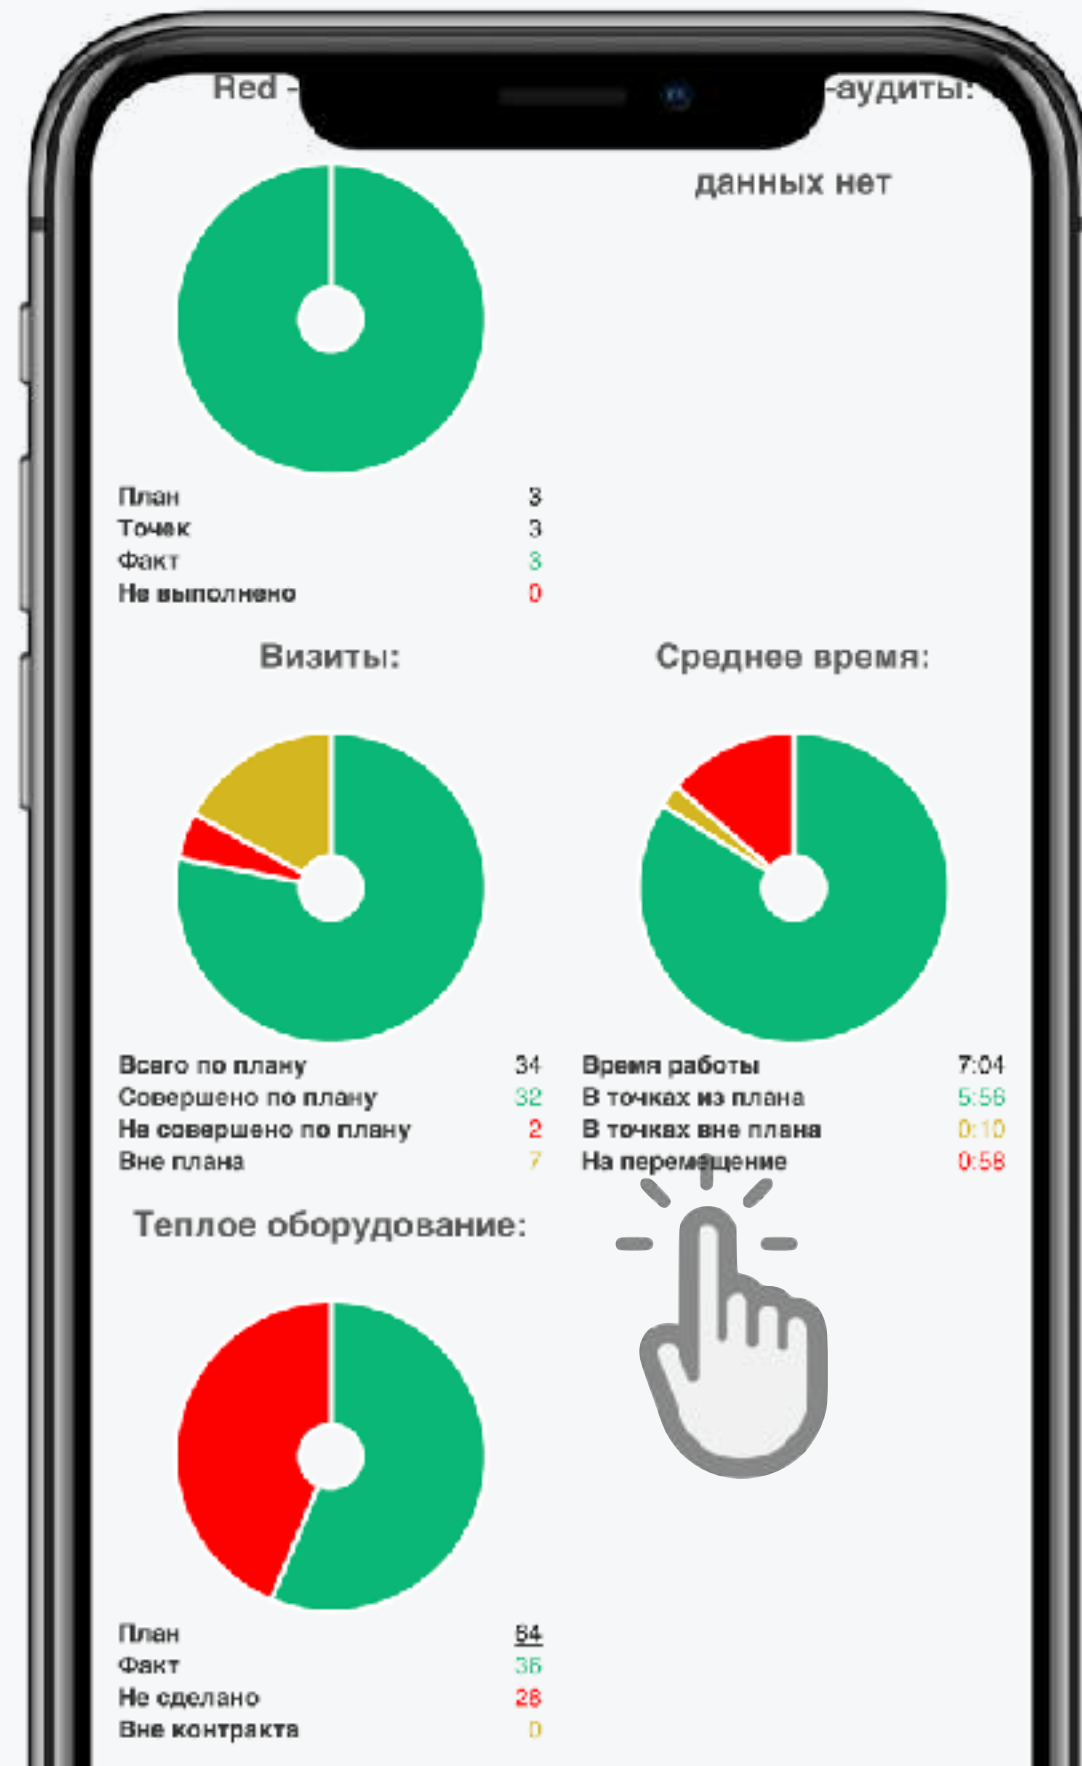 Red -
-аудиты:
данных нет
План 3
Точек 3
Факт 3
Не выполнено 0
Визиты:
Среднее время:
Всего по плану 34
Совершено по плану 32
Не совершено по плану 2
Вне плана 7
Время работы 7:04
В точках из плана 5:56
В точках вне плана 0:10
На перемещение 0:58
Теплое оборудование:
План 64
Факт 36
Не сделано 28
Вне контракта 0